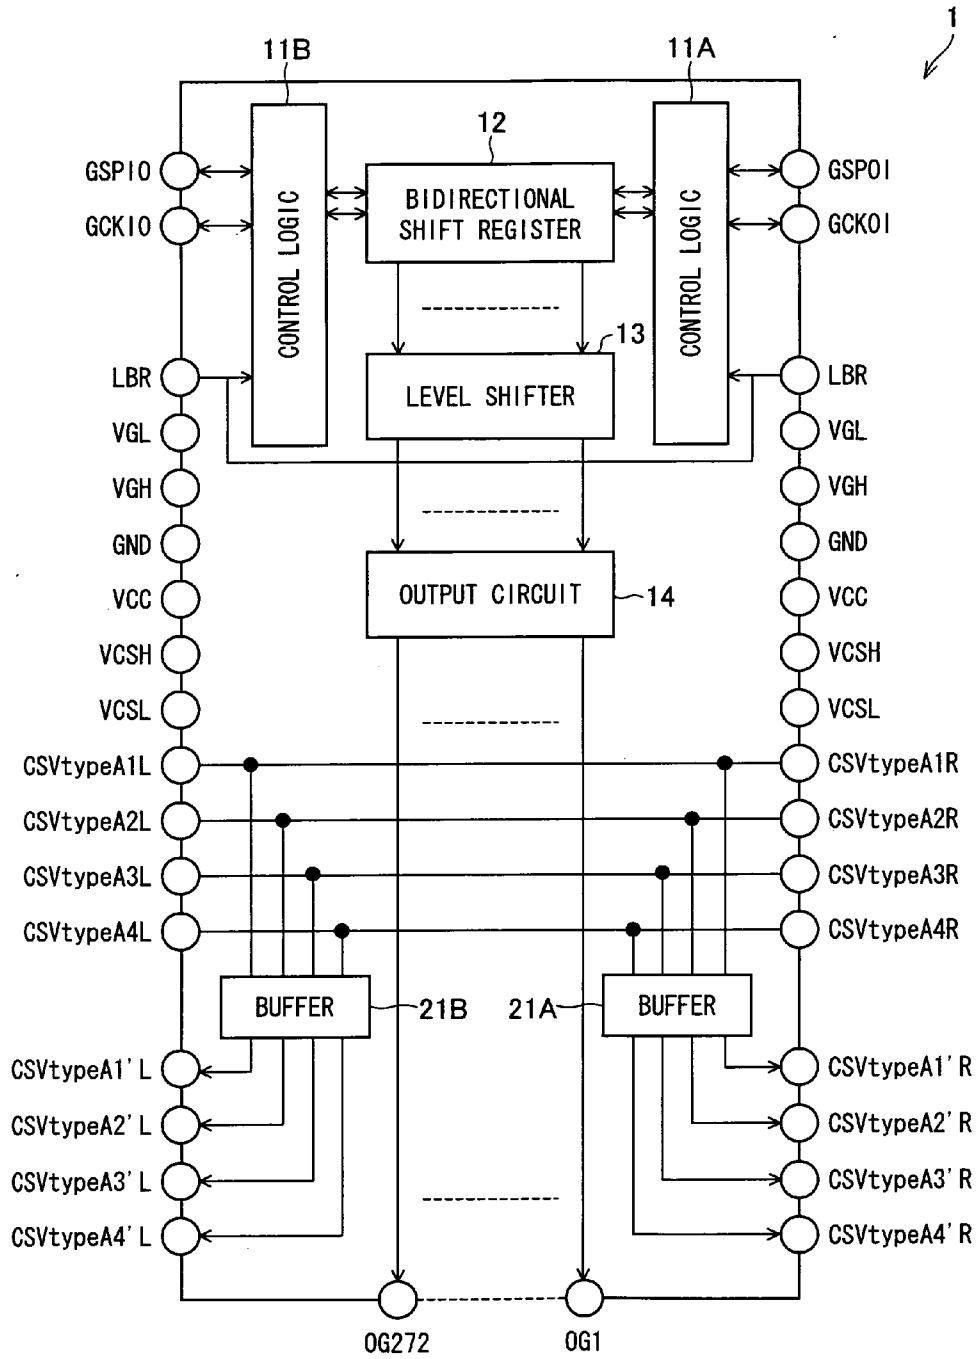 1
11B
11A
12
GSPIO
GSPOI
BIDIRECTIONAL
SHIFT REGISTER
GCKIO
GCKOI
CONTROL LOGIC
CONTROL LOGIC
13
LBR
LBR
LEVEL SHIFTER
VGL
VGL
VGH
VGH
GND
GND
OUTPUT CIRCUIT
14
VCC
VCC
VCSH
VCSH
VCSL
VCSL
CSVtypeA1L
CSVtypeA1R
CSVtypeA2L
CSVtypeA2R
CSVtypeA3L
CSVtypeA3R
CSVtypeA4L
CSVtypeA4R
BUFFER
21B
21A
BUFFER
CSVtypeA1'L
CSVtypeA1'R
CSVtypeA2'L
CSVtypeA2'R
CSVtypeA3'L
CSVtypeA3'R
CSVtypeA4'L
CSVtypeA4'R
OG272
OG1